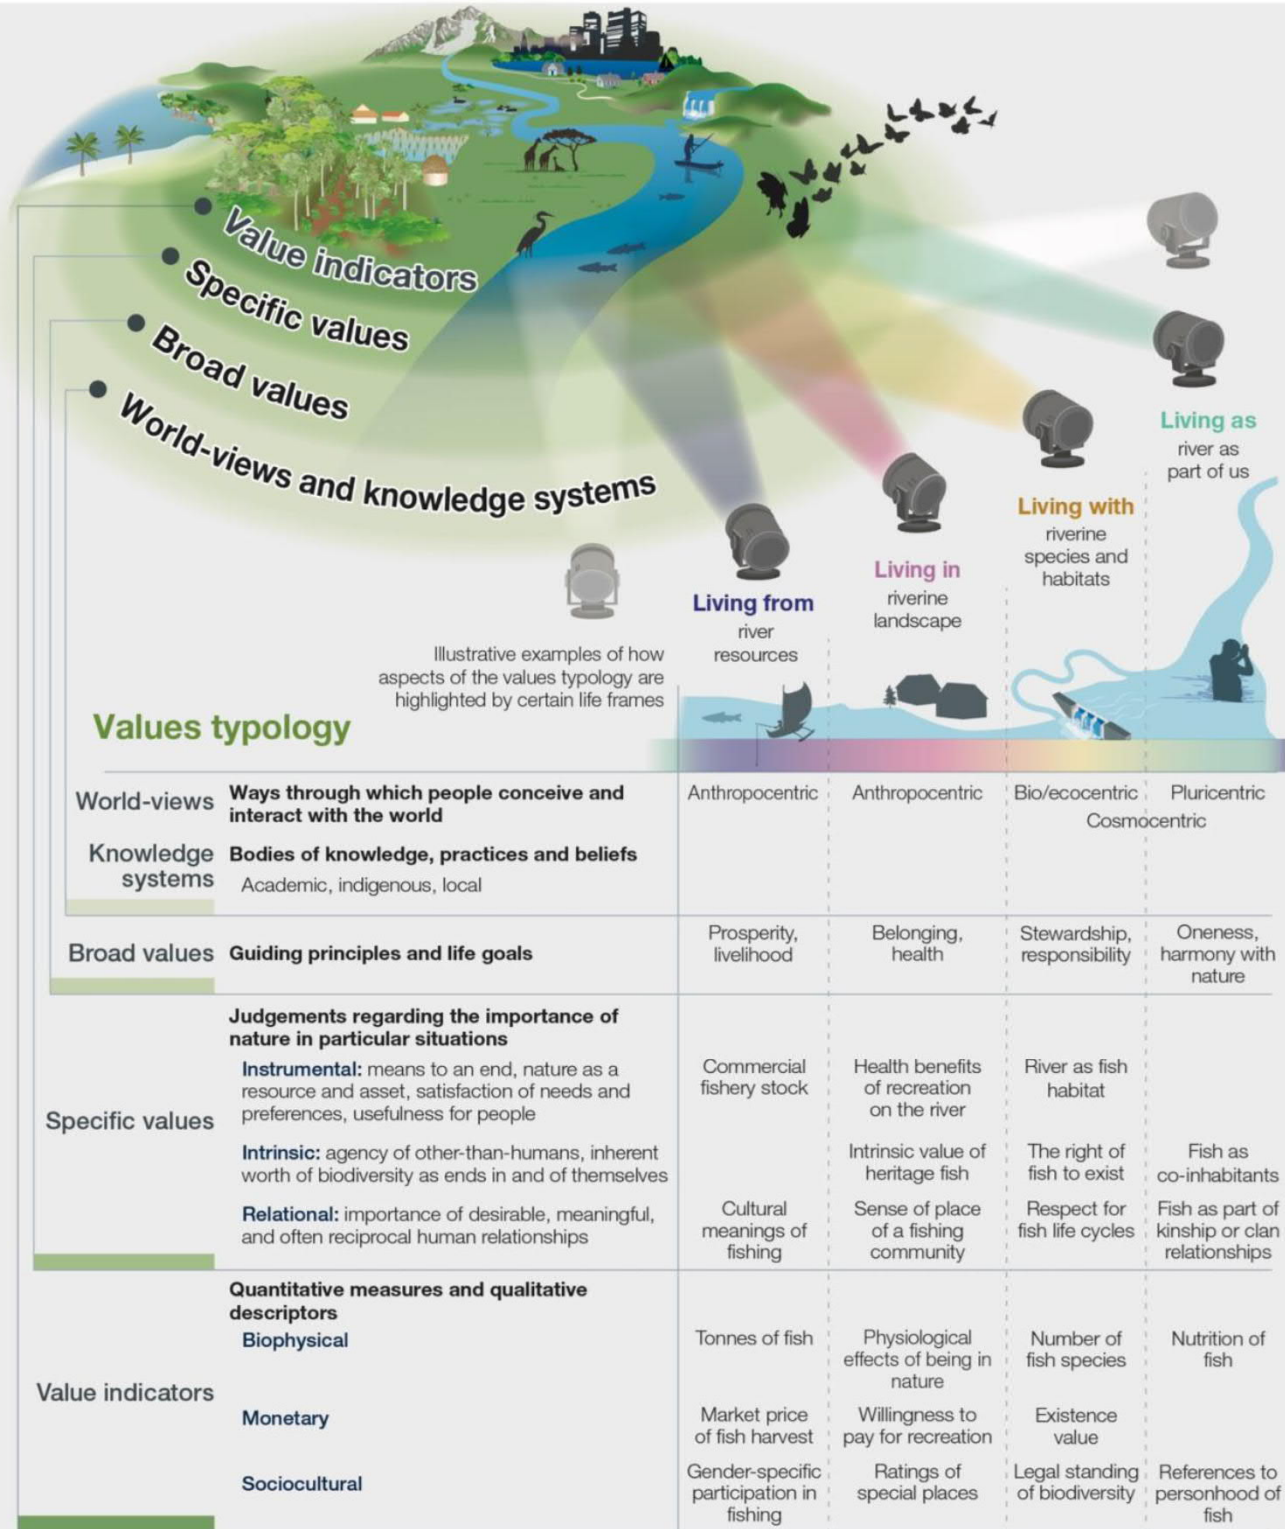 Value indicators
Specific values
Broad values
World-views and knowledge systems
Living as
river as
part of us
Living with
riverine
species and
habitats
Living in
riverine
landscape
Living from
river
resources
Illustrative examples of how
aspects of the values typology are
highlighted by certain life frames
Values typology
World-views
Ways through which people conceive and
interact with the world
Anthropocentric
Anthropocentric
Bio/ecocentric
Pluricentric
Cosmocentric
Knowledge
systems
Bodies of knowledge, practices and beliefs
Academic, indigenous, local
Broad values
Guiding principles and life goals
Prosperity,
livelihood
Belonging,
health
Stewardship,
responsibility
Oneness,
harmony with
nature
Specific values
Judgements regarding the importance of
nature in particular situations
Instrumental: means to an end, nature as a
resource and asset, satisfaction of needs and
preferences, usefulness for people
Commercial
fishery stock
Health benefits
of recreation
on the river
River as fish
habitat
Intrinsic: agency of other-than-humans, inherent
worth of biodiversity as ends in and of themselves
Intrinsic value of
heritage fish
The right of
fish to exist
Fish as
co-inhabitants
Relational: importance of desirable, meaningful,
and often reciprocal human relationships
Cultural
meanings of
fishing
Sense of place
of a fishing
community
Respect for
fish life cycles
Fish as part of
kinship or clan
relationships
Value indicators
Quantitative measures and qualitative
descriptors
Biophysical
Tonnes of fish
Physiological
effects of being in
nature
Number of
fish species
Nutrition of
fish
Monetary
Market price
of fish harvest
Willingness to
pay for recreation
Existence
value
Sociocultural
Gender-specific
participation in
fishing
Ratings of
special places
Legal standing
of biodiversity
References to
personhood of
fish